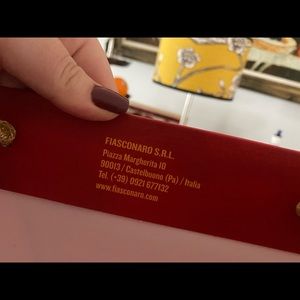 FIASCONARO S.R.L.
Piazza Margherita 10
90013 / Castelbuono (Pa) / Italia
Tel. (+39) 0921 677132
www.fiasconaro.com